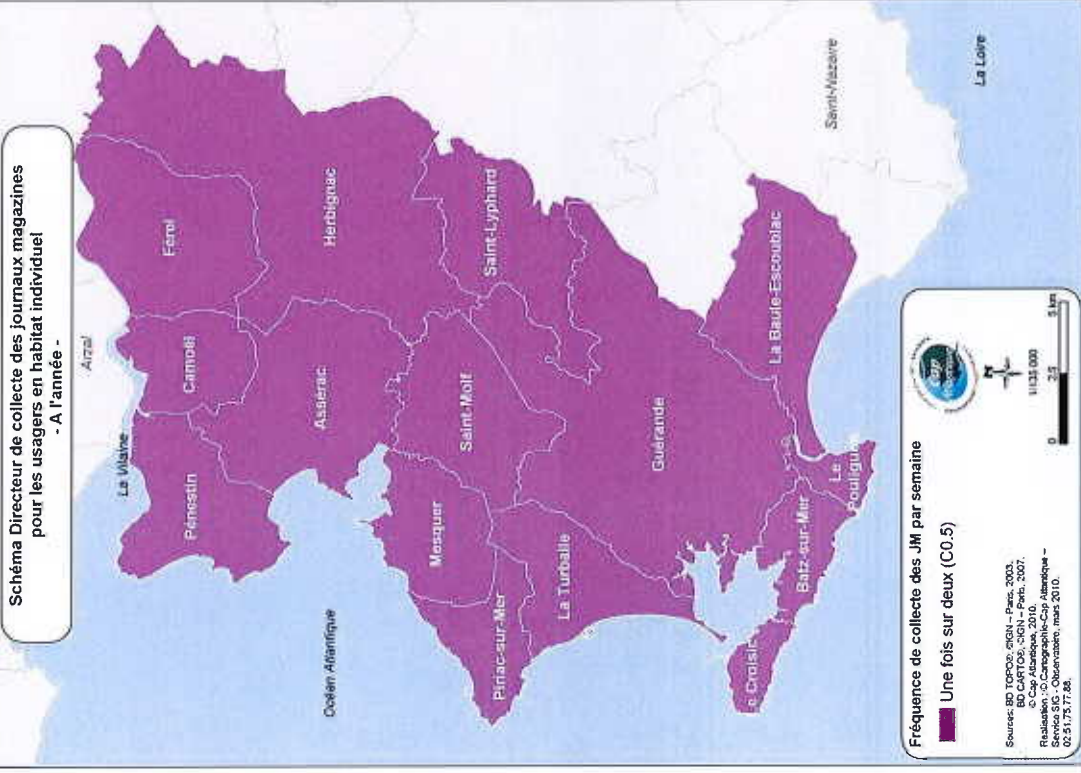 Schéma Directeur de collecte des journaux magazines
pour les usagers en habitat individuel
- A l'année -
Arzal
La Vilaine
Férel
Camoël
Pénestin
Herbignac
Assérac
Saint-Lyphard
Saint-Molf
Mesquer
Océan Atlantique
Piriac-sur-Mer
La Turballe
Guérande
Saint-Nazaire
La Loire
La Baule-Escoublac
Le
Pouliguen
Batz-sur-Mer
e Croisic
Fréquence de collecte des JM par semaine
Une fois sur deux (C0.5)
Sources: BD TOPO®, ©IGN – Paris, 2003.
BD CARTO®, ©IGN – Paris, 2007.
© Cap Atlantique, 2010.
Réalisation : ©Cartographie-Cap Atlantique –
Service SIG - Observatoire, mars 2010.
02.51.75.77.88.
Cap
N
1/135 000
0 2,5 5 km